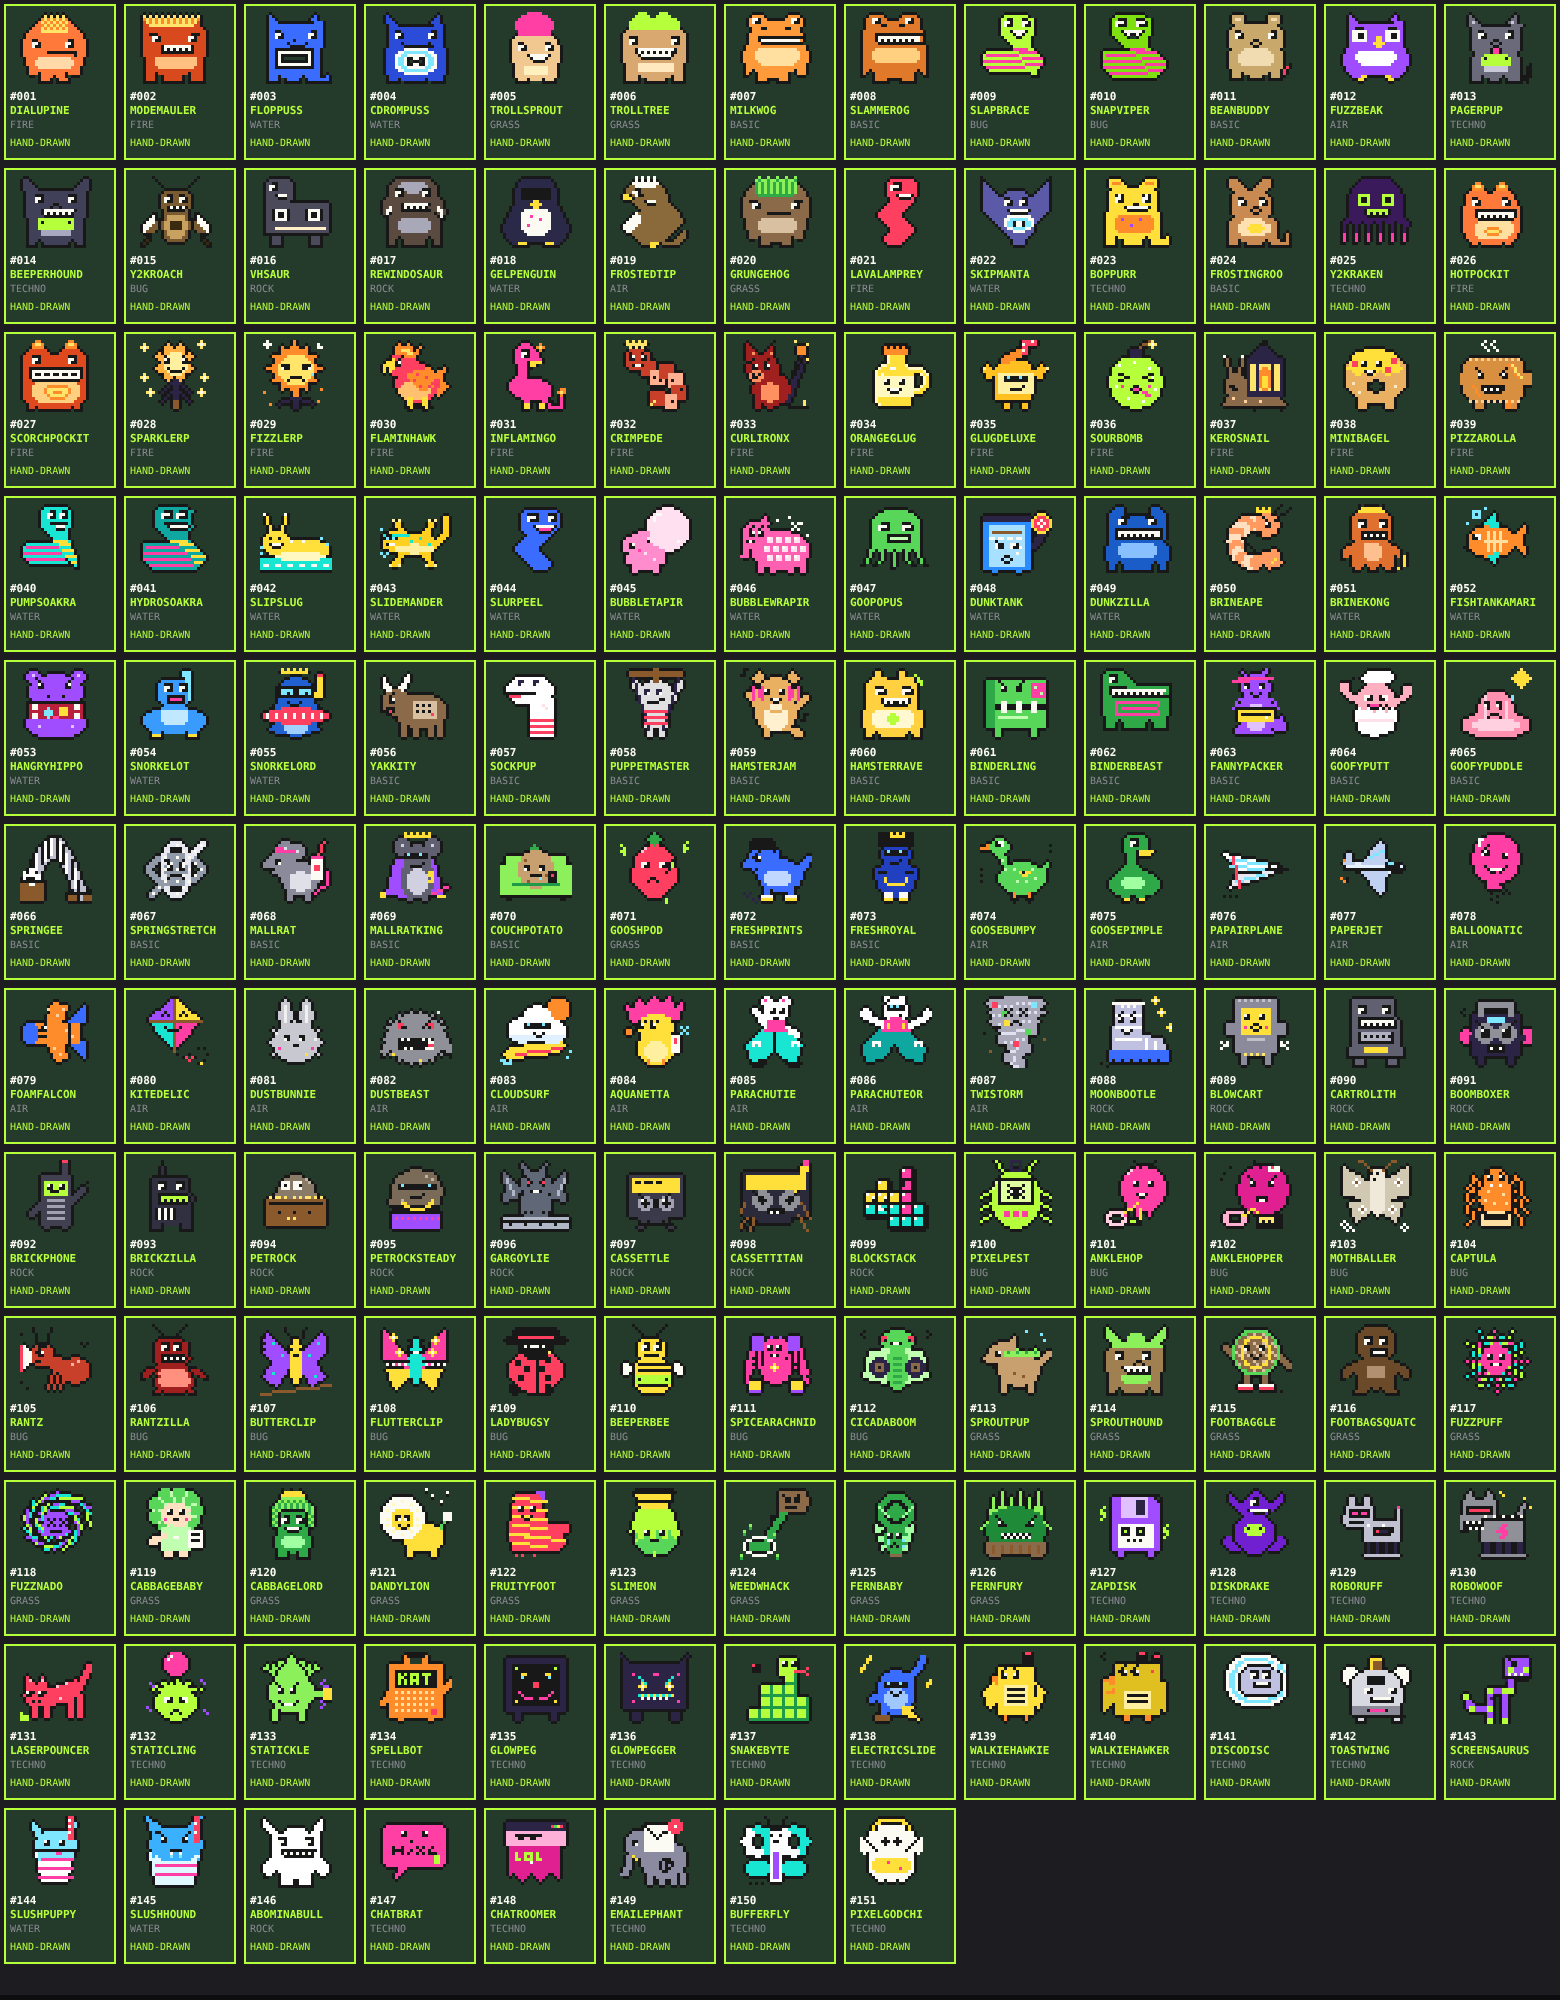 #001
DIALUPINE
FIRE
HAND-DRAWN
#002
MODEMAULER
FIRE
HAND-DRAWN
#003
FLOPPUSS
WATER
HAND-DRAWN
#004
CDROMPUSS
WATER
HAND-DRAWN
#005
TROLLSPROUT
GRASS
HAND-DRAWN
#006
TROLLTREE
GRASS
HAND-DRAWN
#007
MILKWOG
BASIC
HAND-DRAWN
#008
SLAMMEROG
BASIC
HAND-DRAWN
#009
SLAPBRACE
BUG
HAND-DRAWN
#010
SNAPVIPER
BUG
HAND-DRAWN
#011
BEANBUDDY
BASIC
HAND-DRAWN
#012
FUZZBEAK
AIR
HAND-DRAWN
#013
PAGERPUP
TECHNO
HAND-DRAWN
#014
BEEPERHOUND
TECHNO
HAND-DRAWN
#015
Y2KROACH
BUG
HAND-DRAWN
#016
VHSAUR
ROCK
HAND-DRAWN
#017
REWINDOSAUR
ROCK
HAND-DRAWN
#018
GELPENGUIN
WATER
HAND-DRAWN
#019
FROSTEDTIP
AIR
HAND-DRAWN
#020
GRUNGEHOG
GRASS
HAND-DRAWN
#021
LAVALAMPREY
FIRE
HAND-DRAWN
#022
SKIPMANTA
WATER
HAND-DRAWN
#023
BOPPURR
TECHNO
HAND-DRAWN
#024
FROSTINGROO
BASIC
HAND-DRAWN
#025
Y2KRAKEN
TECHNO
HAND-DRAWN
#026
HOTPOCKIT
FIRE
HAND-DRAWN
#027
SCORCHPOCKIT
FIRE
HAND-DRAWN
#028
SPARKLERP
FIRE
HAND-DRAWN
#029
FIZZLERP
FIRE
HAND-DRAWN
#030
FLAMINHAWK
FIRE
HAND-DRAWN
#031
INFLAMINGO
FIRE
HAND-DRAWN
#032
CRIMPEDE
FIRE
HAND-DRAWN
#033
CURLIRONX
FIRE
HAND-DRAWN
#034
ORANGEGLUG
FIRE
HAND-DRAWN
#035
GLUGDELUXE
FIRE
HAND-DRAWN
#036
SOURBOMB
FIRE
HAND-DRAWN
#037
KEROSNAIL
FIRE
HAND-DRAWN
#038
MINIBAGEL
FIRE
HAND-DRAWN
#039
PIZZAROLLA
FIRE
HAND-DRAWN
#040
PUMPSOAKRA
WATER
HAND-DRAWN
#041
HYDROSOAKRA
WATER
HAND-DRAWN
#042
SLIPSLUG
WATER
HAND-DRAWN
#043
SLIDEMANDER
WATER
HAND-DRAWN
#044
SLURPEEL
WATER
HAND-DRAWN
#045
BUBBLETAPIR
WATER
HAND-DRAWN
#046
BUBBLEWRAPIR
WATER
HAND-DRAWN
#047
GOOPOPUS
WATER
HAND-DRAWN
#048
DUNKTANK
WATER
HAND-DRAWN
#049
DUNKZILLA
WATER
HAND-DRAWN
#050
BRINEAPE
WATER
HAND-DRAWN
#051
BRINEKONG
WATER
HAND-DRAWN
#052
FISHTANKAMARI
WATER
HAND-DRAWN
#053
HANGRYHIPPO
WATER
HAND-DRAWN
#054
SNORKELOT
WATER
HAND-DRAWN
#055
SNORKELORD
WATER
HAND-DRAWN
#056
YAKKITY
BASIC
HAND-DRAWN
#057
SOCKPUP
BASIC
HAND-DRAWN
#058
PUPPETMASTER
BASIC
HAND-DRAWN
#059
HAMSTERJAM
BASIC
HAND-DRAWN
#060
HAMSTERRAVE
BASIC
HAND-DRAWN
#061
BINDERLING
BASIC
HAND-DRAWN
#062
BINDERBEAST
BASIC
HAND-DRAWN
#063
FANNYPACKER
BASIC
HAND-DRAWN
#064
GOOFYPUTT
BASIC
HAND-DRAWN
#065
GOOFYPUDDLE
BASIC
HAND-DRAWN
#066
SPRINGEE
BASIC
HAND-DRAWN
#067
SPRINGSTRETCH
BASIC
HAND-DRAWN
#068
MALLRAT
BASIC
HAND-DRAWN
#069
MALLRATKING
BASIC
HAND-DRAWN
#070
COUCHPOTATO
BASIC
HAND-DRAWN
#071
GOOSHPOD
GRASS
HAND-DRAWN
#072
FRESHPRINTS
BASIC
HAND-DRAWN
#073
FRESHROYAL
BASIC
HAND-DRAWN
#074
GOOSEBUMPY
AIR
HAND-DRAWN
#075
GOOSEPIMPLE
AIR
HAND-DRAWN
#076
PAPAIRPLANE
AIR
HAND-DRAWN
#077
PAPERJET
AIR
HAND-DRAWN
#078
BALLOONATIC
AIR
HAND-DRAWN
#079
FOAMFALCON
AIR
HAND-DRAWN
#080
KITEDELIC
AIR
HAND-DRAWN
#081
DUSTBUNNIE
AIR
HAND-DRAWN
#082
DUSTBEAST
AIR
HAND-DRAWN
#083
CLOUDSURF
AIR
HAND-DRAWN
#084
AQUANETTA
AIR
HAND-DRAWN
#085
PARACHUTIE
AIR
HAND-DRAWN
#086
PARACHUTEOR
AIR
HAND-DRAWN
#087
TWISTORM
AIR
HAND-DRAWN
#088
MOONBOOTLE
ROCK
HAND-DRAWN
#089
BLOWCART
ROCK
HAND-DRAWN
#090
CARTROLITH
ROCK
HAND-DRAWN
#091
BOOMBOXER
ROCK
HAND-DRAWN
#092
BRICKPHONE
ROCK
HAND-DRAWN
#093
BRICKZILLA
ROCK
HAND-DRAWN
#094
PETROCK
ROCK
HAND-DRAWN
#095
PETROCKSTEADY
ROCK
HAND-DRAWN
#096
GARGOYLIE
ROCK
HAND-DRAWN
#097
CASSETTLE
ROCK
HAND-DRAWN
#098
CASSETTITAN
ROCK
HAND-DRAWN
#099
BLOCKSTACK
ROCK
HAND-DRAWN
#100
PIXELPEST
BUG
HAND-DRAWN
#101
ANKLEHOP
BUG
HAND-DRAWN
#102
ANKLEHOPPER
BUG
HAND-DRAWN
#103
MOTHBALLER
BUG
HAND-DRAWN
#104
CAPTULA
BUG
HAND-DRAWN
#105
RANTZ
BUG
HAND-DRAWN
#106
RANTZILLA
BUG
HAND-DRAWN
#107
BUTTERCLIP
BUG
HAND-DRAWN
#108
FLUTTERCLIP
BUG
HAND-DRAWN
#109
LADYBUGSY
BUG
HAND-DRAWN
#110
BEEPERBEE
BUG
HAND-DRAWN
#111
SPICEARACHNID
BUG
HAND-DRAWN
#112
CICADABOOM
BUG
HAND-DRAWN
#113
SPROUTPUP
GRASS
HAND-DRAWN
#114
SPROUTHOUND
GRASS
HAND-DRAWN
#115
FOOTBAGGLE
GRASS
HAND-DRAWN
#116
FOOTBAGSQUATC
GRASS
HAND-DRAWN
#117
FUZZPUFF
GRASS
HAND-DRAWN
#118
FUZZNADO
GRASS
HAND-DRAWN
#119
CABBAGEBABY
GRASS
HAND-DRAWN
#120
CABBAGELORD
GRASS
HAND-DRAWN
#121
DANDYLION
GRASS
HAND-DRAWN
#122
FRUITYFOOT
GRASS
HAND-DRAWN
#123
SLIMEON
GRASS
HAND-DRAWN
#124
WEEDWHACK
GRASS
HAND-DRAWN
#125
FERNBABY
GRASS
HAND-DRAWN
#126
FERNFURY
GRASS
HAND-DRAWN
#127
ZAPDISK
TECHNO
HAND-DRAWN
#128
DISKDRAKE
TECHNO
HAND-DRAWN
#129
ROBORUFF
TECHNO
HAND-DRAWN
#130
ROBOWOOF
TECHNO
HAND-DRAWN
#131
LASERPOUNCER
TECHNO
HAND-DRAWN
#132
STATICLING
TECHNO
HAND-DRAWN
#133
STATICKLE
TECHNO
HAND-DRAWN
KAT
#134
SPELLBOT
TECHNO
HAND-DRAWN
#135
GLOWPEG
TECHNO
HAND-DRAWN
#136
GLOWPEGGER
TECHNO
HAND-DRAWN
#137
SNAKEBYTE
TECHNO
HAND-DRAWN
#138
ELECTRICSLIDE
TECHNO
HAND-DRAWN
#139
WALKIEHAWKIE
TECHNO
HAND-DRAWN
#140
WALKIEHAWKER
TECHNO
HAND-DRAWN
#141
DISCODISC
TECHNO
HAND-DRAWN
#142
TOASTWING
TECHNO
HAND-DRAWN
#143
SCREENSAURUS
ROCK
HAND-DRAWN
#144
SLUSHPUPPY
WATER
HAND-DRAWN
#145
SLUSHHOUND
WATER
HAND-DRAWN
#146
ABOMINABULL
ROCK
HAND-DRAWN
#147
CHATBRAT
TECHNO
HAND-DRAWN
#148
CHATROOMER
TECHNO
HAND-DRAWN
#149
EMAILEPHANT
TECHNO
HAND-DRAWN
#150
BUFFERFLY
TECHNO
HAND-DRAWN
#151
PIXELGODCHI
TECHNO
HAND-DRAWN